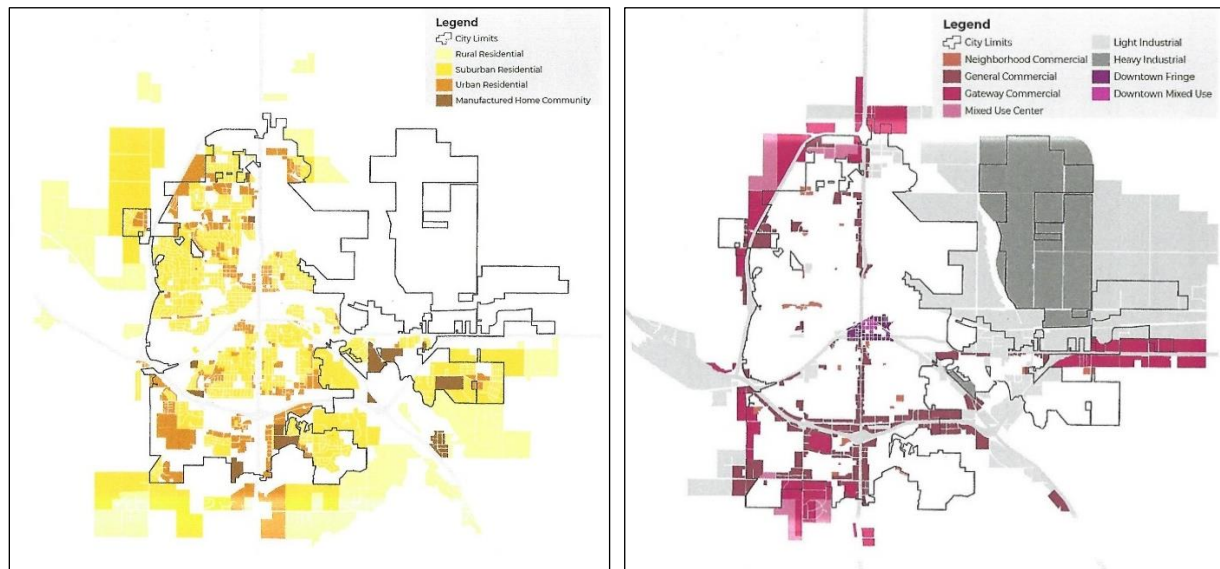 Legend
City Limits
Rural Residential
Suburban Residential
Urban Residential
Manufactured Home Community
Legend
City Limits
Neighborhood Commercial
General Commercial
Gateway Commercial
Mixed Use Center
Light Industrial
Heavy Industrial
Downtown Fringe
Downtown Mixed Use